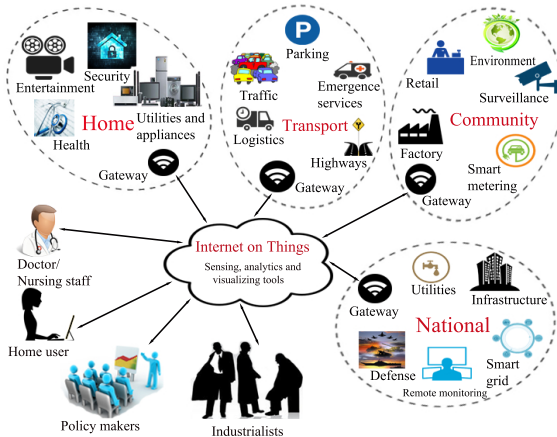 Entertainment
Security
Health
Home
Utilities and
appliances
Gateway
P
Parking
Traffic
Emergence
services
Logistics
Transport
Highways
Gateway
Retail
Environment
Surveillance
Factory
Community
Smart
metering
Gateway
Internet on Things
Sensing, analytics and
visualizing tools
Doctor/
Nursing staff
Home user
Policy makers
Industrialists
Gateway
Utilities
Infrastructure
National
Defense
Remote monitoring
Smart
grid